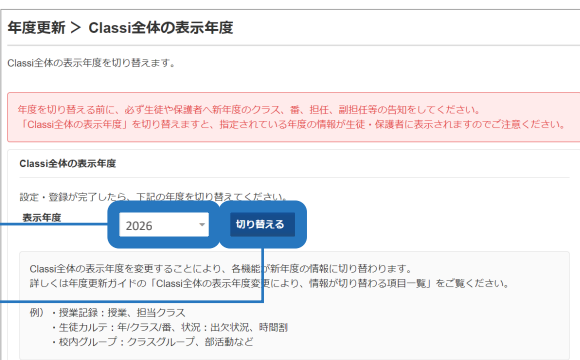 年度更新 ＞ Classi全体の表示年度
Classi全体の表示年度を切り替えます。
年度を切り替える前に、必ず生徒や保護者へ新年度のクラス、番、担任、副担任等の告知をしてください。
「Classi全体の表示年度」を切り替えますと、指定されている年度の情報が生徒・保護者に表示されますのでご注意ください。
Classi全体の表示年度
設定・登録が完了したら、下記の年度を切り替えてください。
表示年度 2026 切り替える
Classi全体の表示年度を変更することにより、各機能が新年度の情報に切り替わります。
詳しくは年度更新ガイドの「Classi全体の表示年度変更により、情報が切り替わる項目一覧」をご覧ください。
例）・授業記録：授業、担当クラス
・生徒カルテ：年/クラス/番、状況：出欠状況、時間割
・校内グループ：クラスグループ、部活動など